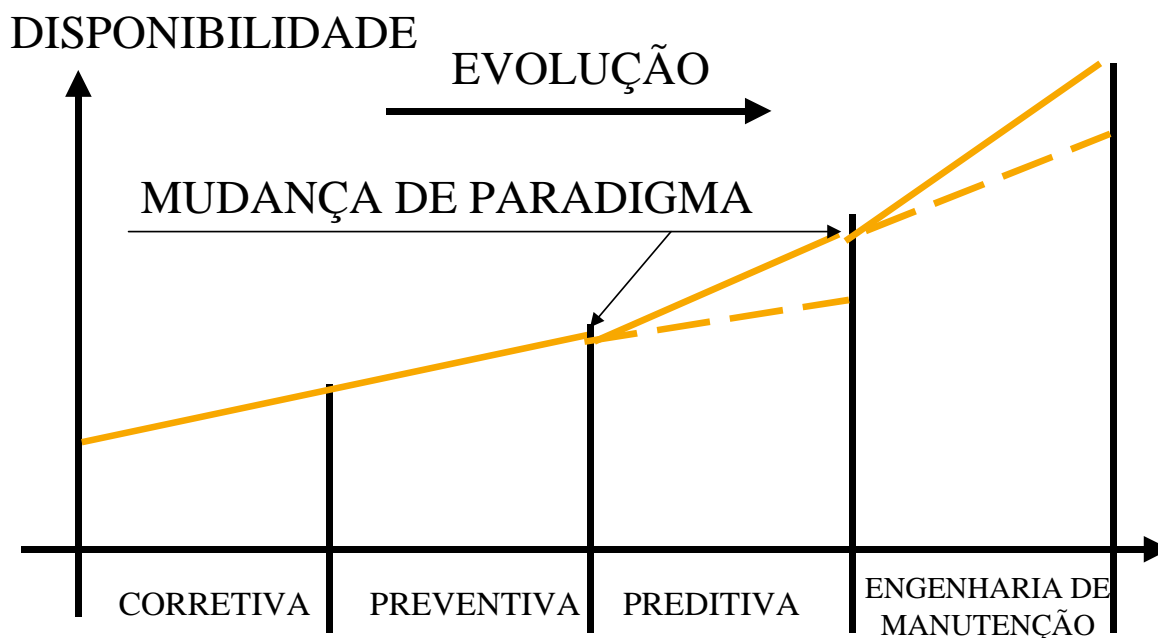 DISPONIBILIDADE
EVOLUÇÃO
MUDANÇA DE PARADIGMA
CORRETIVA
PREVENTIVA
PREDITIVA
ENGENHARIA DE
MANUTENÇÃO